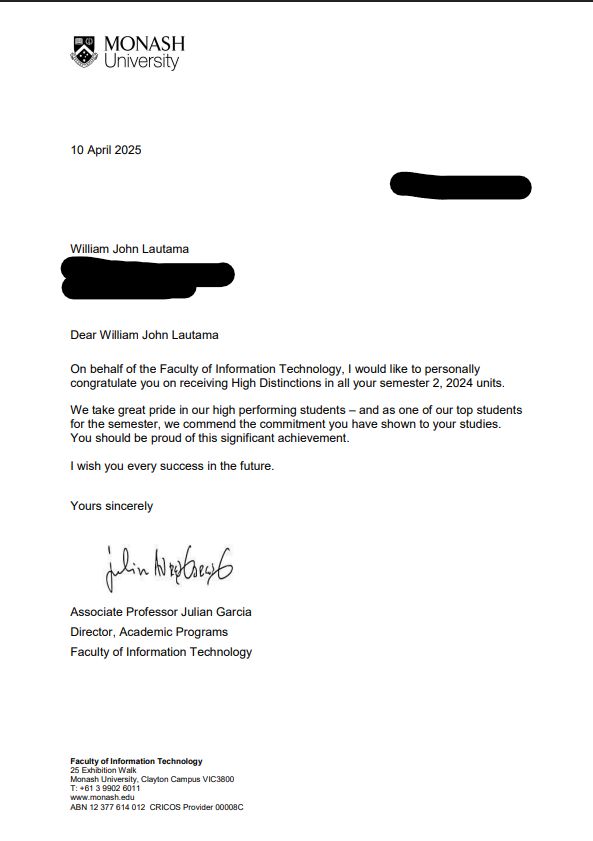 MONASH
University
10 April 2025
William John Lautama
Dear William John Lautama
On behalf of the Faculty of Information Technology, I would like to personally
congratulate you on receiving High Distinctions in all your semester 2, 2024 units.
We take great pride in our high performing students – and as one of our top students
for the semester, we commend the commitment you have shown to your studies.
You should be proud of this significant achievement.
I wish you every success in the future.
Yours sincerely
Associate Professor Julian Garcia
Director, Academic Programs
Faculty of Information Technology
Faculty of Information Technology
25 Exhibition Walk
Monash University, Clayton Campus VIC3800
T: +61 3 9902 6011
www.monash.edu
ABN 12 377 614 012 CRICOS Provider 00008C